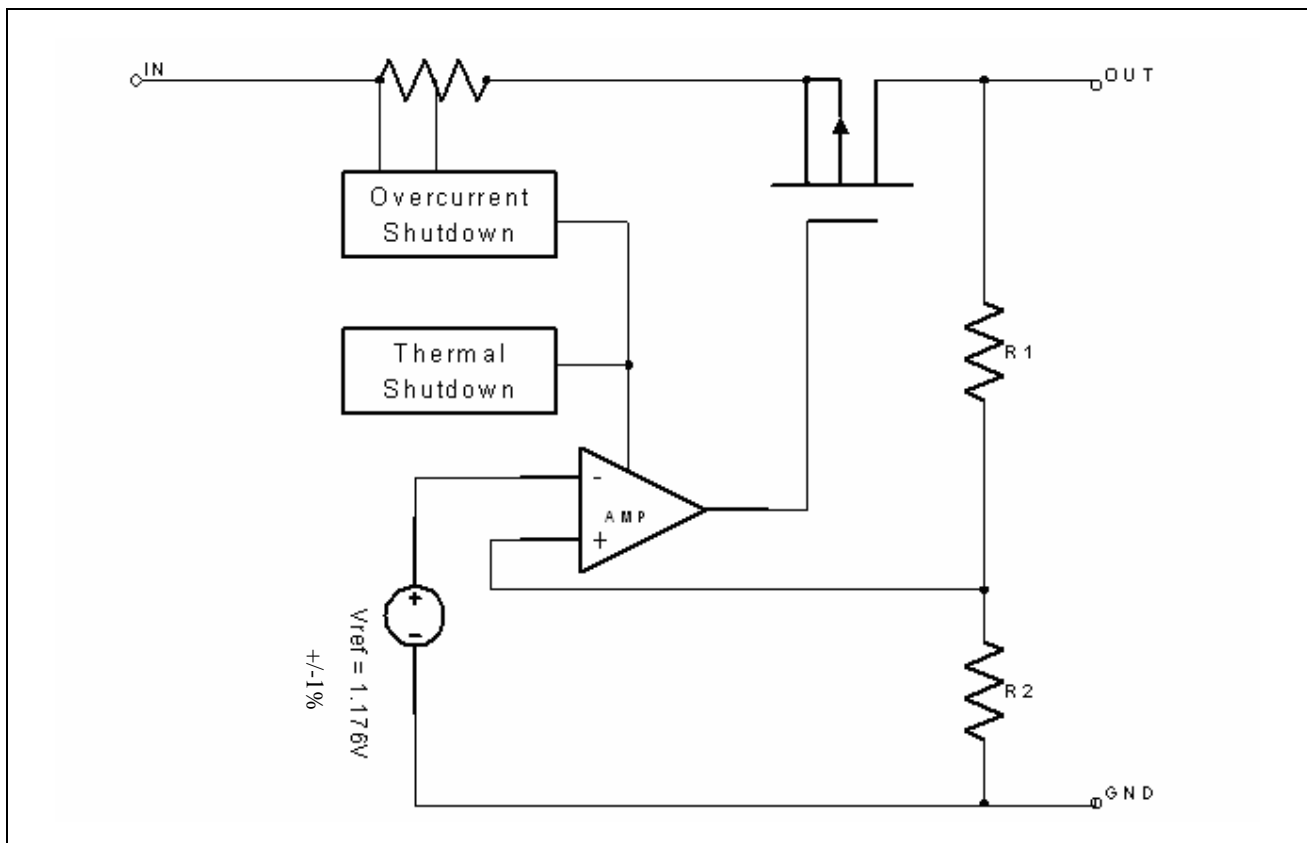 IN
OUT
Overcurrent
Shutdown
Thermal
Shutdown
R1
-
AMP
+
+
-
Vref = 1.176V
+/-1%
R2
GND